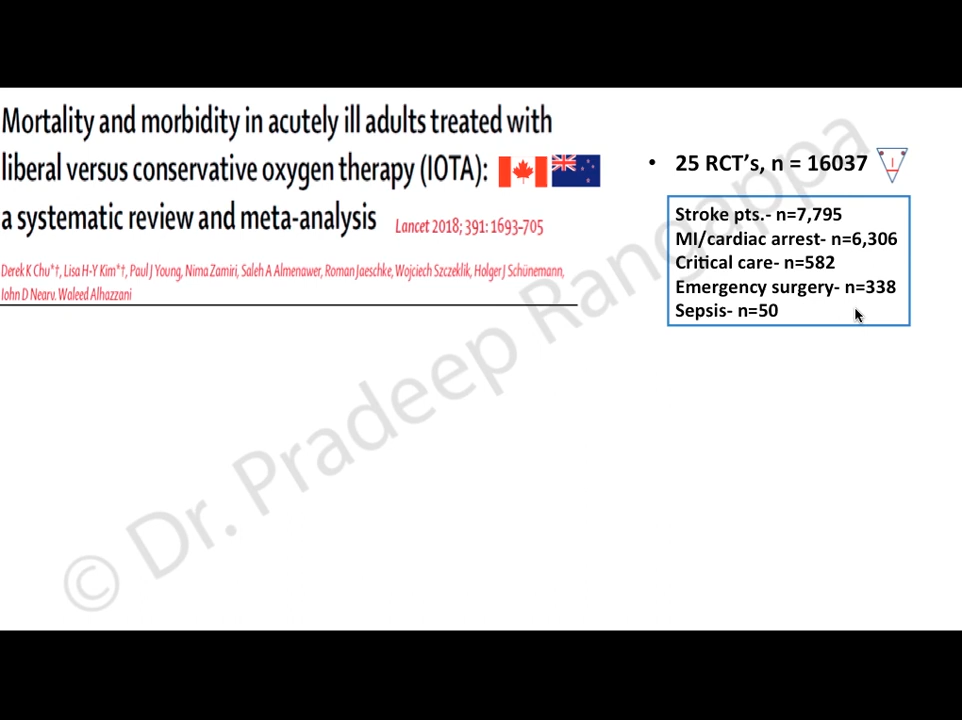 Mortality and morbidity in acutely ill adults treated with
liberal versus conservative oxygen therapy (IOTA):
a systematic review and meta-analysis Lancet 2018; 391: 1693–705
Derek K Chu*†, Lisa H-Y Kim*†, Paul J Young, Nima Zamiri, Saleh A Almenawer, Roman Jaeschke, Wojciech Szczeklik, Holger J Schünemann,
John D Neary, Waleed Alhazzani
• 25 RCT's, n = 16037
Stroke pts.- n=7,795
MI/cardiac arrest- n=6,306
Critical care- n=582
Emergency surgery- n=338
Sepsis- n=50
© Dr. Pradeep Rangappa